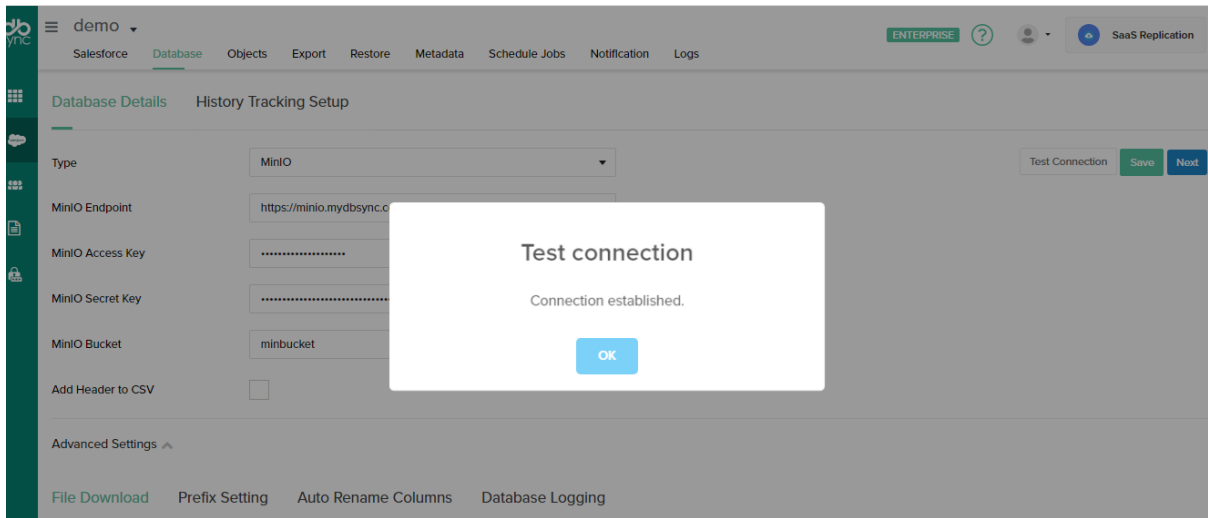 db
ync
demo
ENTERPRISE
?
SaaS Replication
Salesforce Database Objects Export Restore Metadata Schedule Jobs Notification Logs
Database Details History Tracking Setup
Type MinIO Test Connection Save Next
MinIO Endpoint https://minio.mydbsync.c
MinIO Access Key
MinIO Secret Key
MinIO Bucket minbucket
Add Header to CSV
Test connection
Connection established.
OK
Advanced Settings
File Download Prefix Setting Auto Rename Columns Database Logging